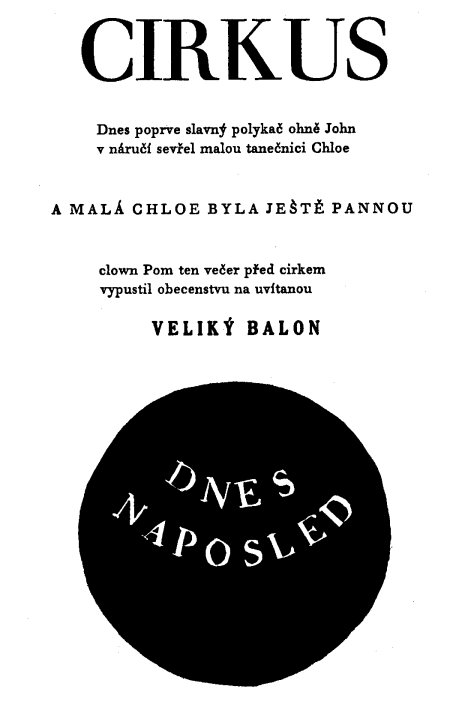 CIRKUS
Dnes poprve slavný polykač ohně John
v náručí sevřel malou tanečnici Chloe
A MALÁ CHLOE BYLA JEŠTĚ PANNOU
clown Pom ten večer před cirkem
vypustil obecenstvu na uvítanou
VELIKÝ BALON
DNES
NAPOSLED